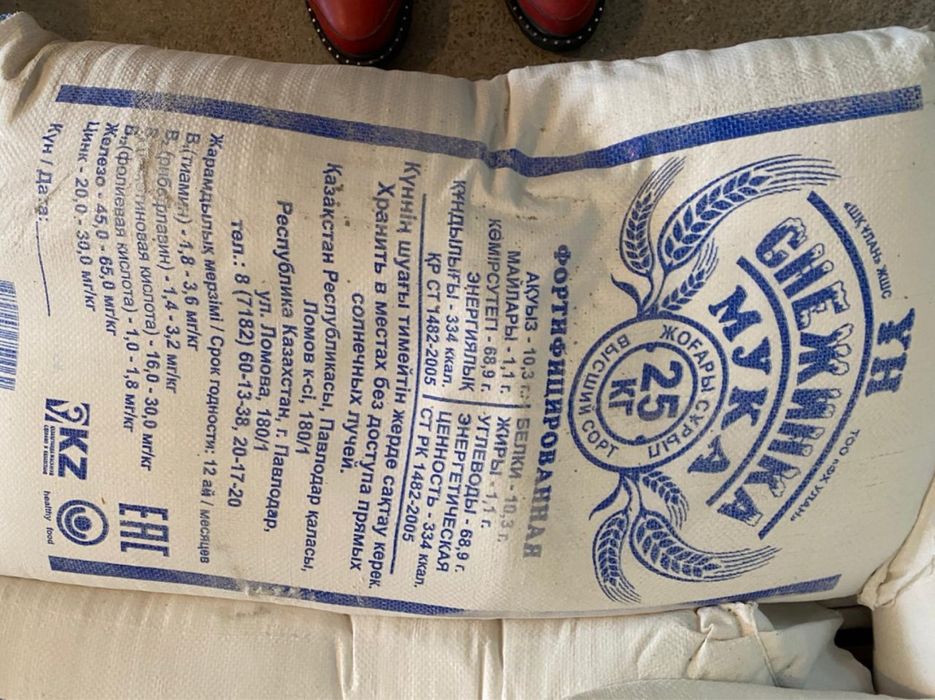 ҰН
«ШҚ ҰЛАН» ЖШС
ТОО «ФХ УЛАН»
СНЕЖИНКА
МУКА
ЖОҒАРЫ СҰРЫП
25
КГ
ВЫСШИЙ СОРТ
ФОРТИФИЦИРОВАННАЯ
АҚУЫЗ - 10,3 г. БЕЛКИ - 10,3 г.
МАЙЛАРЫ - 1,1 г. ЖИРЫ - 1,1 г.
КӨМІРСУТЕГІ - 68,9 г. УГЛЕВОДЫ - 68,9 г.
ЭНЕРГИЯЛЫК ЭНЕРГЕТИЧЕСКАЯ
ҚҰНДЫЛЫҒЫ - 334 ккал. ЦЕННОСТЬ - 334 ккал.
ҚР СТ 1482-2005 СТ РК 1482-2005
Күннің шуағы тимейтін жерде сақтау керек.
Хранить в местах без доступа прямых
солнечных лучей.
Қазақстан Республикасы, Павлодар қаласы,
Ломов к-сі, 180/1
Республика Казахстан, г. Павлодар,
ул. Ломова, 180/1
тел.: 8 (7182) 60-13-38, 20-17-20
Жарамдылық мерзімі / Срок годности: 12 ай / месяцев
В₁(тиамин) - 1,8 - 3,6 мг/кг
В₂ (рибофлавин) - 1,4 - 3,2 мг/кг
кислота) - 16,0 - 30,0 мг/кг
(фолиевая кислота) - 1,0 - 1,8 мг/кг
Железо - 45,0 - 65,0 мг/кг
Цинк - 20,0 - 30,0 мг/кг
Күн / Дата:
EAC
KZ
healthy food